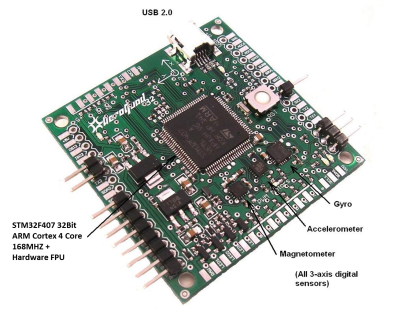 USB 2.0
STM32F407 32Bit
ARM Cortex 4 Core
168MHZ +
Hardware FPU
Gyro
Accelerometer
Magnetometer
(All 3-axis digital
sensors)